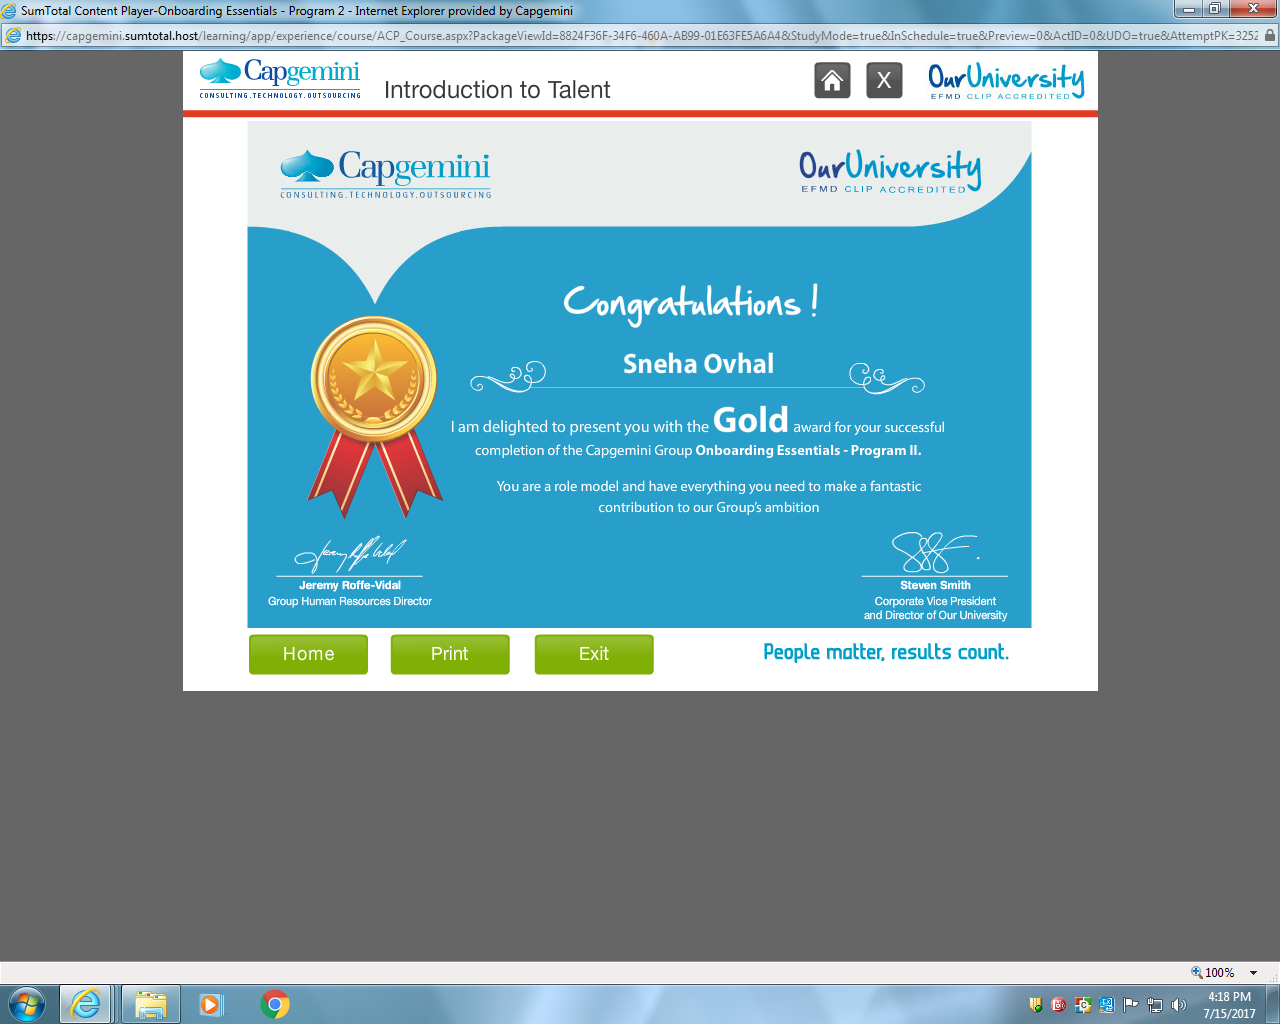 SumTotal Content Player-Onboarding Essentials - Program 2 - Internet Explorer provided by Capgemini
https://capgemini.sumtotal.host/learning/app/experience/course/ACP_Course.aspx?PackageViewId=8824F36F-34F6-460A-AB99-01E63FE5A6A4&StudyMode=true&InSchedule=true&Preview=0&ActID=0&UDO=true&AttemptPK=3252
Capgemini
CONSULTING.TECHNOLOGY.OUTSOURCING
Introduction to Talent
X
OurUniversity
EFMD CLIP ACCREDITED
Capgemini
CONSULTING.TECHNOLOGY.OUTSOURCING
OurUniversity
EFMD CLIP ACCREDITED
Congratulations !
Sneha Ovhal
I am delighted to present you with the Gold award for your successful
completion of the Capgemini Group Onboarding Essentials - Program II.
You are a role model and have everything you need to make a fantastic
contribution to our Group's ambition
Jeremy Roffe-Vidal
Group Human Resources Director
Steven Smith
Corporate Vice President
and Director of Our University
Home
Print
Exit
People matter, results count.
100%
4:18 PM
7/15/2017